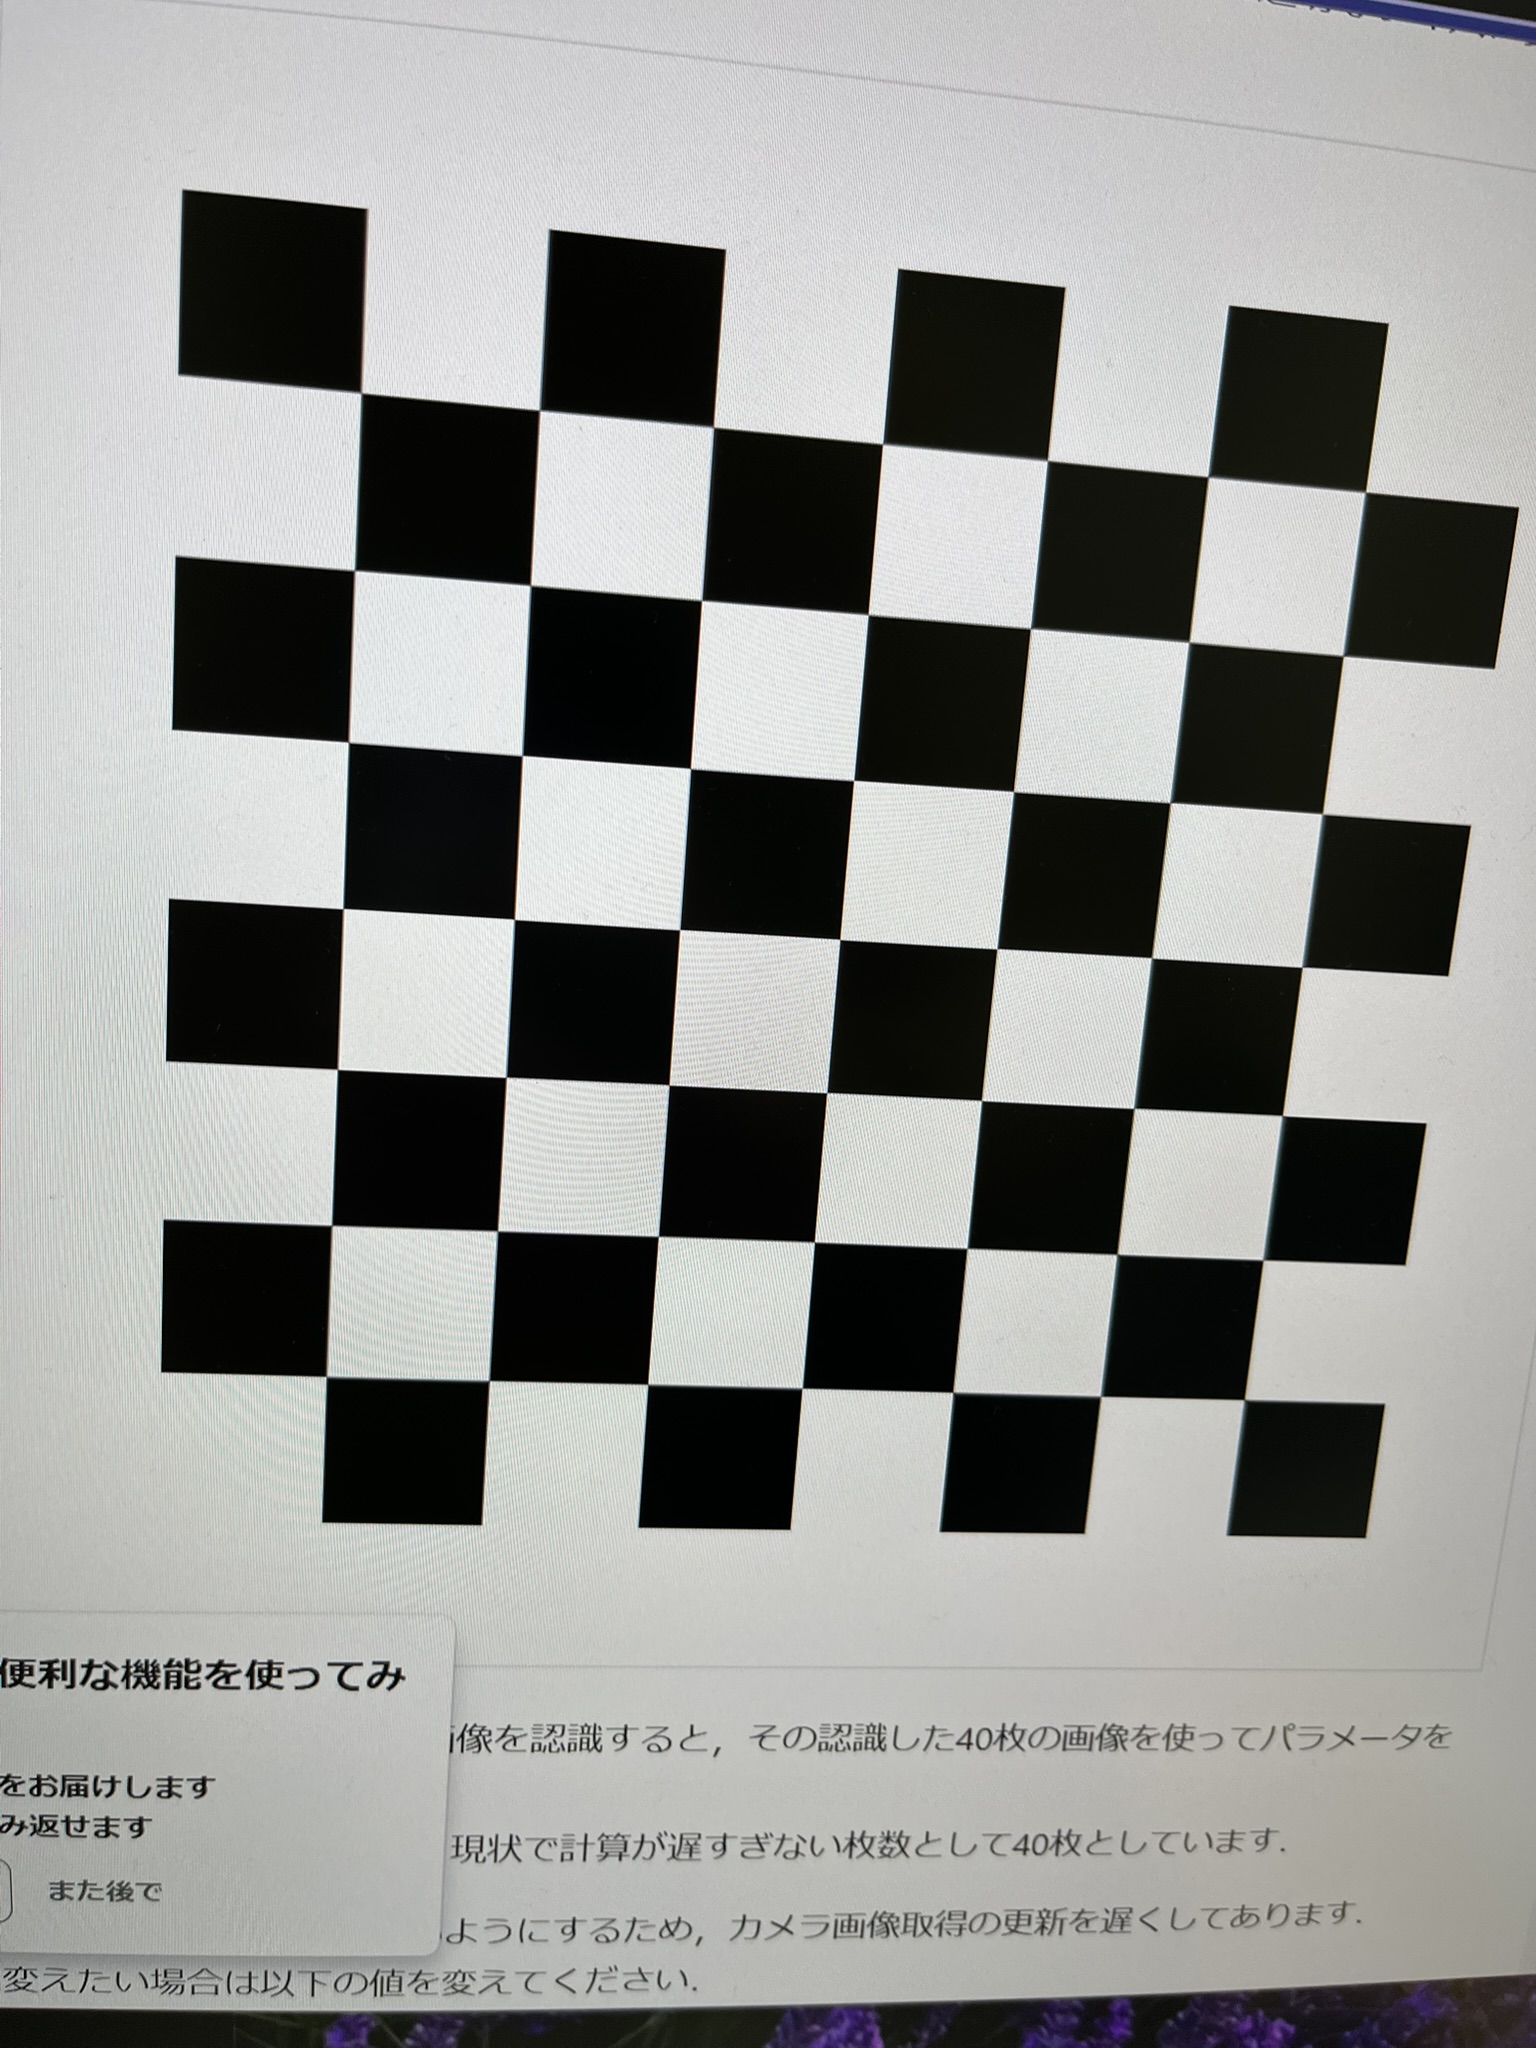 便利な機能を使ってみ
をお届けします
み返せます
また後で
像を認識すると，その認識した40枚の画像を使ってパラメータを
現状で計算が遅すぎない枚数として40枚としています.
ようにするため，カメラ画像取得の更新を遅くしてあります.
変えたい場合は以下の値を変えてください.